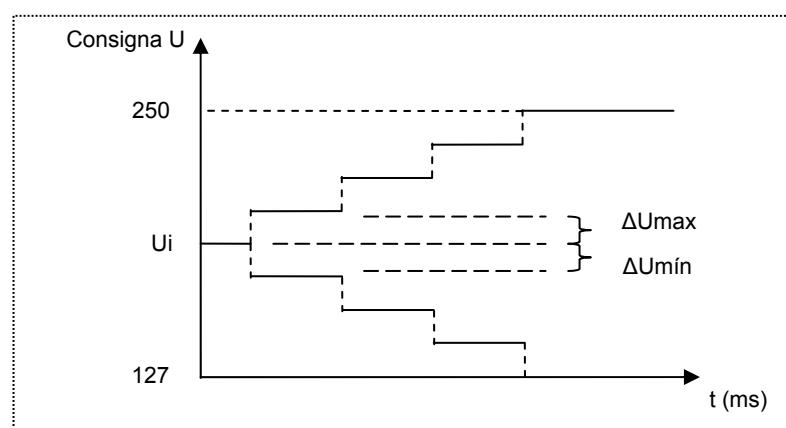 Consigna U
250
ΔUmax
Ui
ΔUmín
127
t (ms)